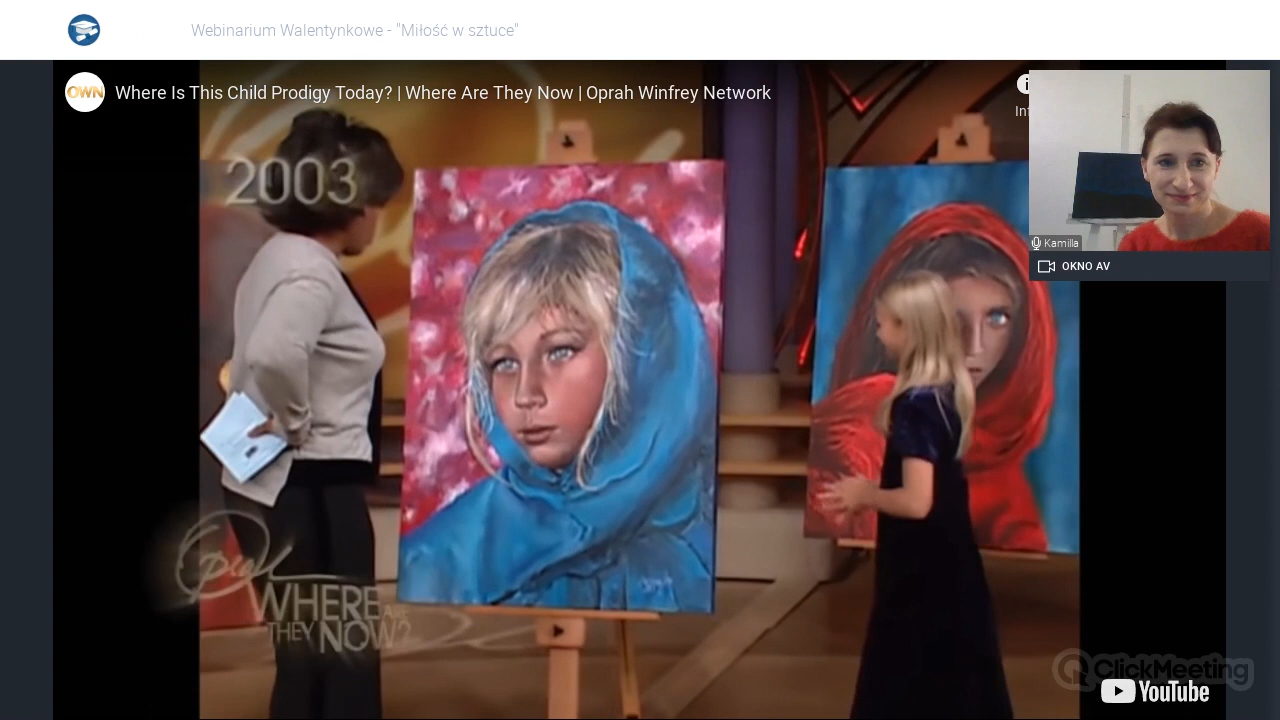 Webinarium Walentynkowe - "Miłość w sztuce"
OWN
Where Is This Child Prodigy Today? | Where Are They Now | Oprah Winfrey Network
2003
Kamilla
OKNO AV
Oprah
WHERE ARE
THEY NOW?
ClickMeeting
YouTube